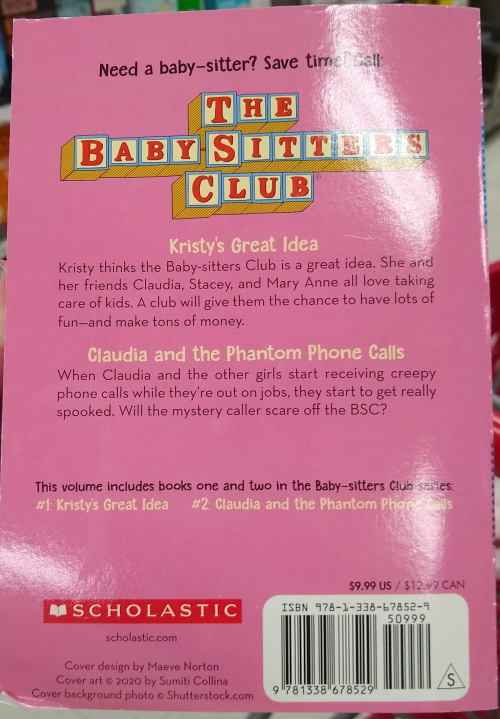 Need a baby-sitter? Save time! Call:
THE
BABY-SITTERS
CLUB
Kristy's Great Idea
Kristy thinks the Baby-sitters Club is a great idea. She and
her friends Claudia, Stacey, and Mary Anne all love taking
care of kids. A club will give them the chance to have lots of
fun—and make tons of money.
Claudia and the Phantom Phone Calls
When Claudia and the other girls start receiving creepy
phone calls while they're out on jobs, they start to get really
spooked. Will the mystery caller scare off the BSC?
This volume includes books one and two in the Baby-sitters Club series:
#1: Kristy's Great Idea #2: Claudia and the Phantom Phone Calls
$9.99 US / $12.99 CAN
SCHOLASTIC
scholastic.com
Cover design by Maeve Norton
Cover art © 2020 by Sumiti Collina
Cover background photo © Shutterstock.com
ISBN 978-1-338-67852-9
50999
9 781338 678529
S